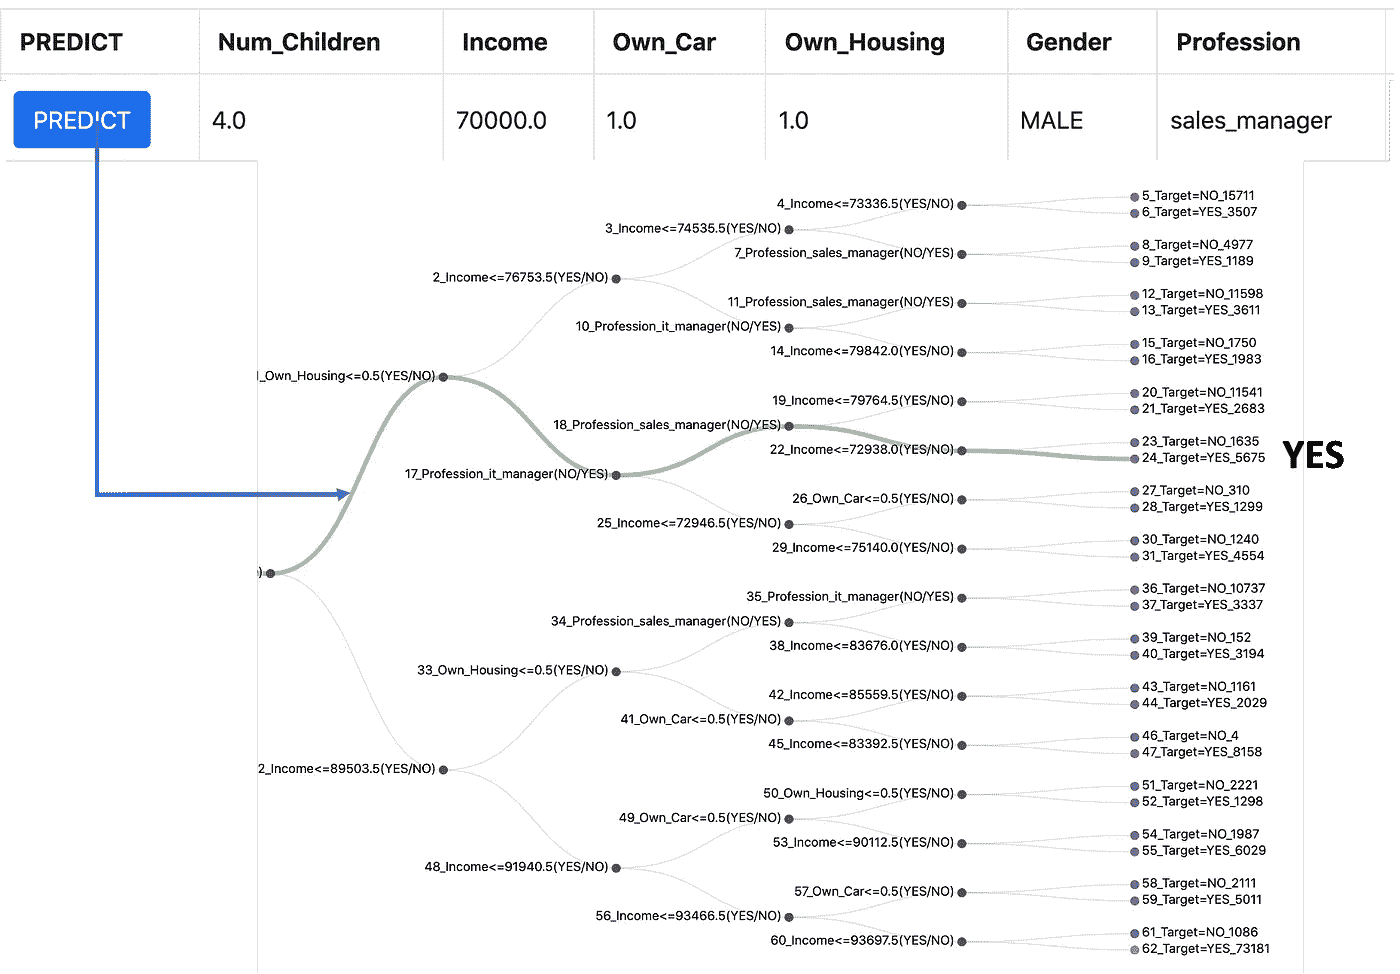 PREDICT Num_Children Income Own_Car Own_Housing Gender Profession
PREDICT 4.0 70000.0 1.0 1.0 MALE sales_manager
4_Income<=73336.5(YES/NO)
5_Target=NO_15711
6_Target=YES_3507
3_Income<=74535.5(YES/NO)
7_Profession_sales_manager(NO/YES)
8_Target=NO_4977
9_Target=YES_1189
2_Income<=76753.5(YES/NO)
11_Profession_sales_manager(NO/YES)
12_Target=NO_11598
13_Target=YES_3611
10_Profession_it_manager(NO/YES)
14_Income<=79842.0(YES/NO)
15_Target=NO_1750
16_Target=YES_1983
_Own_Housing<=0.5(YES/NO)
19_Income<=79764.5(YES/NO)
20_Target=NO_11541
21_Target=YES_2683
18_Profession_sales_manager(NO/YES)
22_Income<=72938.0(YES/NO)
23_Target=NO_1635
24_Target=YES_5675
YES
17_Profession_it_manager(NO/YES)
26_Own_Car<=0.5(YES/NO)
27_Target=NO_310
28_Target=YES_1299
25_Income<=72946.5(YES/NO)
29_Income<=75140.0(YES/NO)
30_Target=NO_1240
31_Target=YES_4554
)
35_Profession_it_manager(NO/YES)
36_Target=NO_10737
37_Target=YES_3337
34_Profession_sales_manager(NO/YES)
38_Income<=83676.0(YES/NO)
39_Target=NO_152
40_Target=YES_3194
33_Own_Housing<=0.5(YES/NO)
42_Income<=85559.5(YES/NO)
43_Target=NO_1161
44_Target=YES_2029
41_Own_Car<=0.5(YES/NO)
45_Income<=83392.5(YES/NO)
46_Target=NO_4
47_Target=YES_8158
2_Income<=89503.5(YES/NO)
50_Own_Housing<=0.5(YES/NO)
51_Target=NO_2221
52_Target=YES_1298
49_Own_Car<=0.5(YES/NO)
53_Income<=90112.5(YES/NO)
54_Target=NO_1987
55_Target=YES_6029
48_Income<=91940.5(YES/NO)
57_Own_Car<=0.5(YES/NO)
58_Target=NO_2111
59_Target=YES_5011
56_Income<=93466.5(YES/NO)
60_Income<=93697.5(YES/NO)
61_Target=NO_1086
62_Target=YES_73181